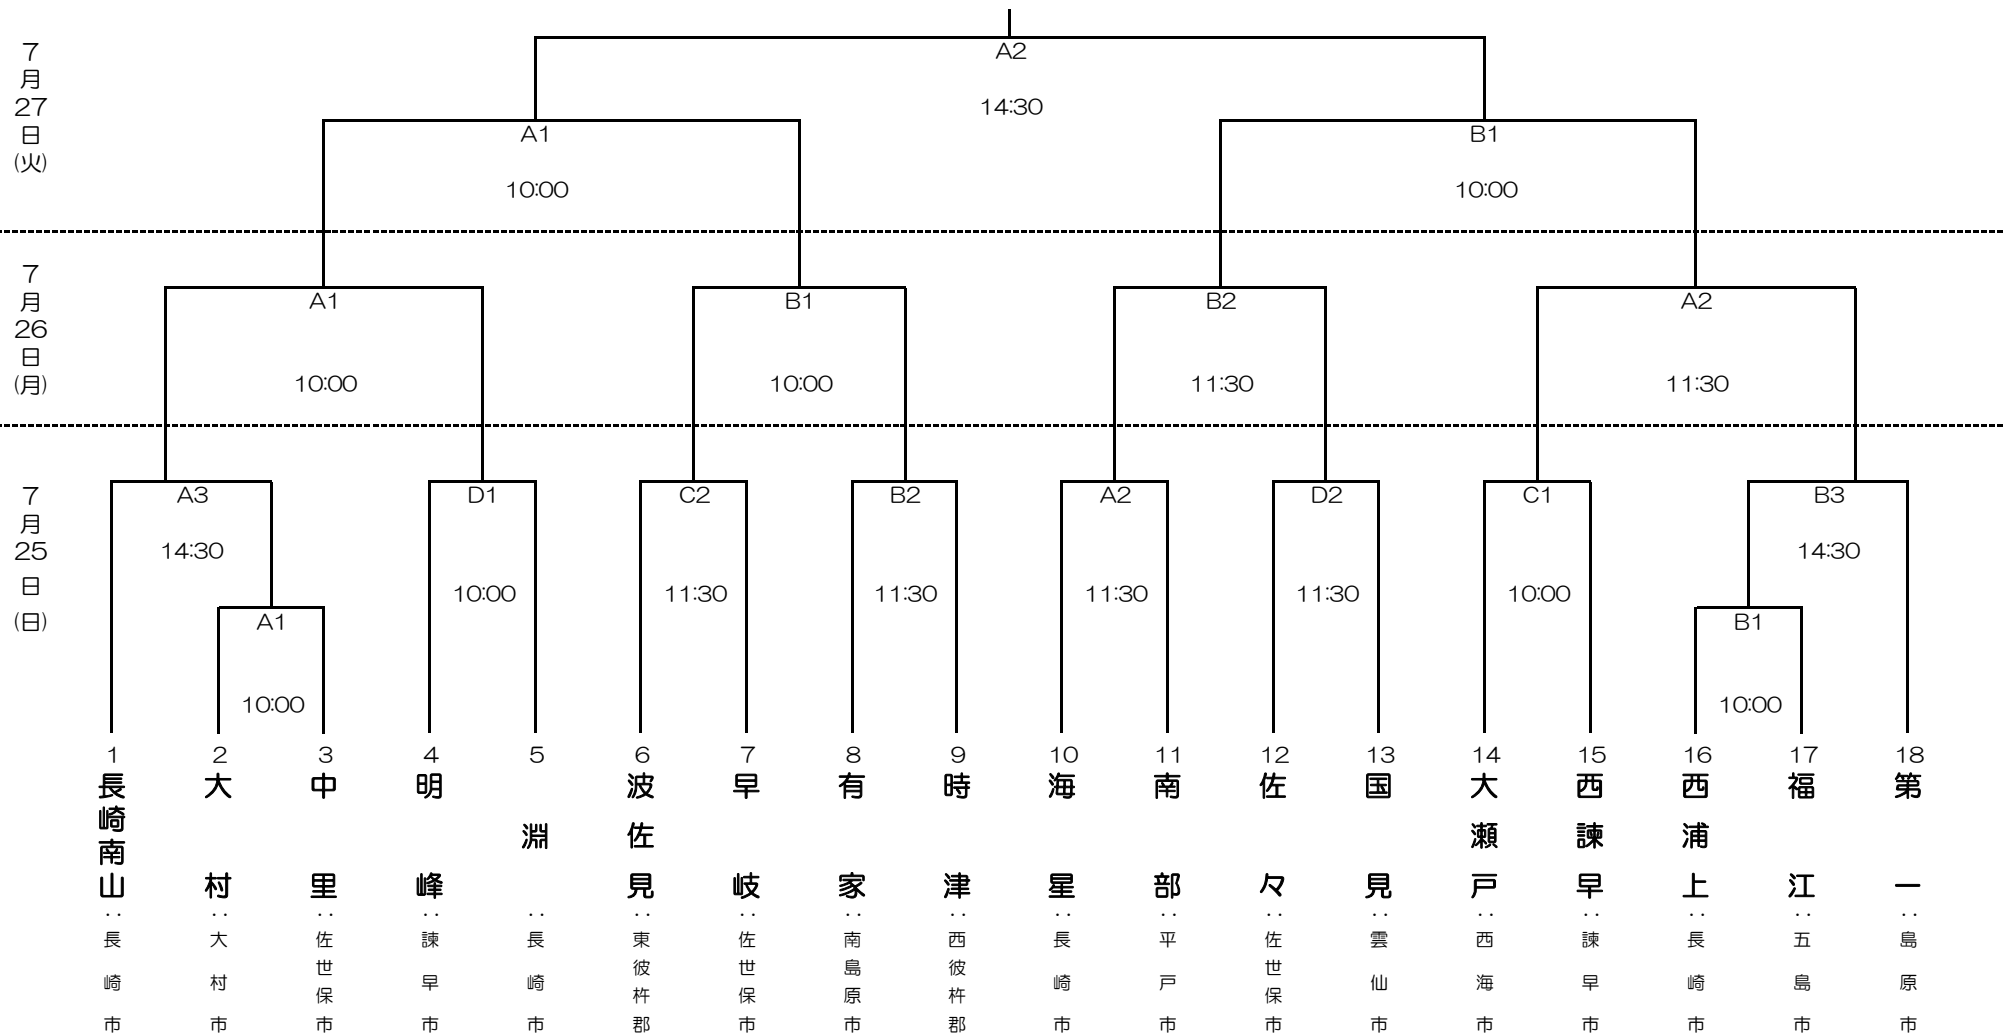 7月27日(火)
A2
14:30
A1
10:00
B1
10:00
7月26日(月)
A1
10:00
B1
10:00
B2
11:30
A2
11:30
7月25日(日)
A3
14:30
D1
10:00
C2
11:30
B2
11:30
A2
11:30
D2
11:30
C1
10:00
B3
14:30
A1
10:00
B1
10:00
1 長崎南山:長崎市
2 大村:大村市
3 中里:佐世保市
4 明峰:諫早市
5 淵:長崎市
6 波佐見:東彼杵郡
7 早岐:佐世保市
8 有家:南島原市
9 時津:西彼杵郡
10 海星:長崎市
11 南部:平戸市
12 佐々:佐世保市
13 国見:雲仙市
14 大瀬戸:西海市
15 西諫早:諫早市
16 西浦上:長崎市
17 福江:五島市
18 第一:島原市